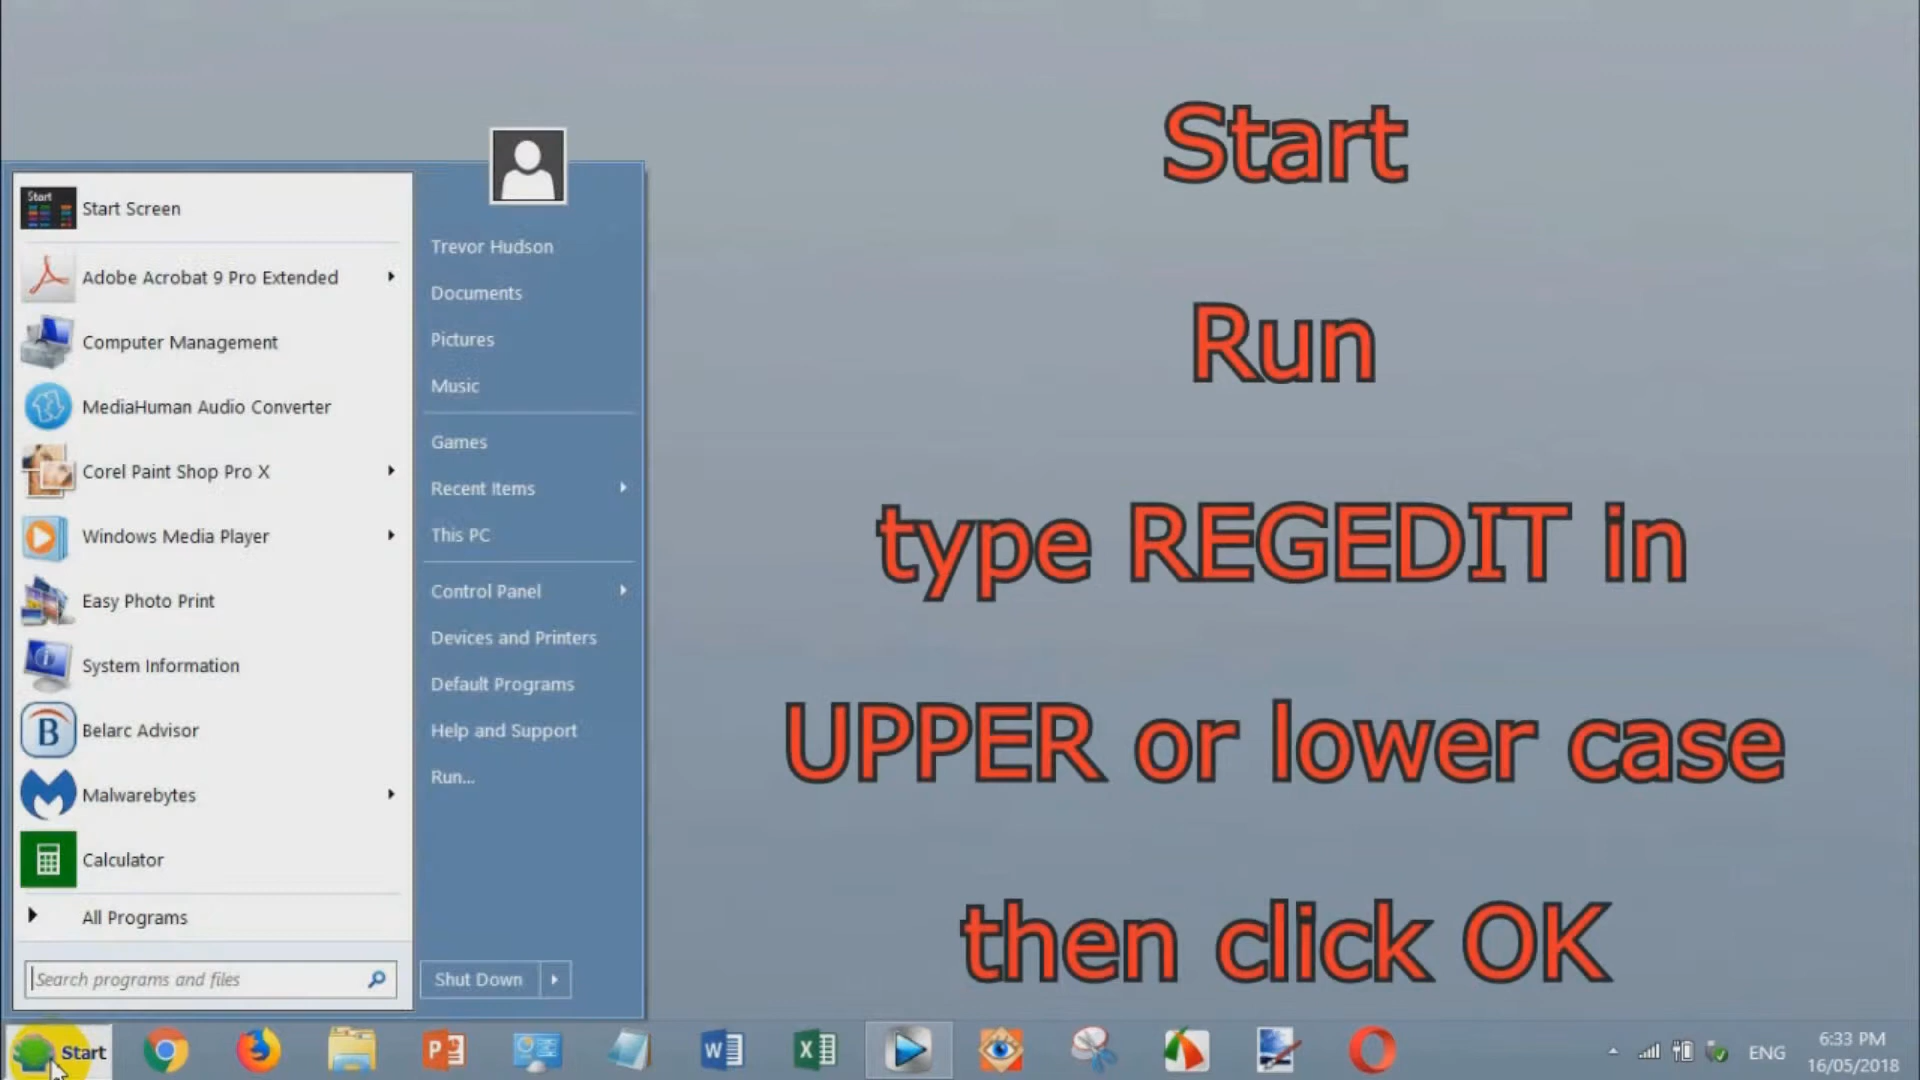 Start
Start Screen
Adobe Acrobat 9 Pro Extended
Computer Management
MediaHuman Audio Converter
Corel Paint Shop Pro X
Windows Media Player
Easy Photo Print
System Information
B
Belarc Advisor
Malwarebytes
Calculator
All Programs
Search programs and files
Trevor Hudson
Documents
Pictures
Music
Games
Recent Items
This PC
Control Panel
Devices and Printers
Default Programs
Help and Support
Run...
Shut Down
Start
Run
type REGEDIT in
UPPER or lower case
then click OK
Start
P
W
X
ENG
6:33 PM
16/05/2018